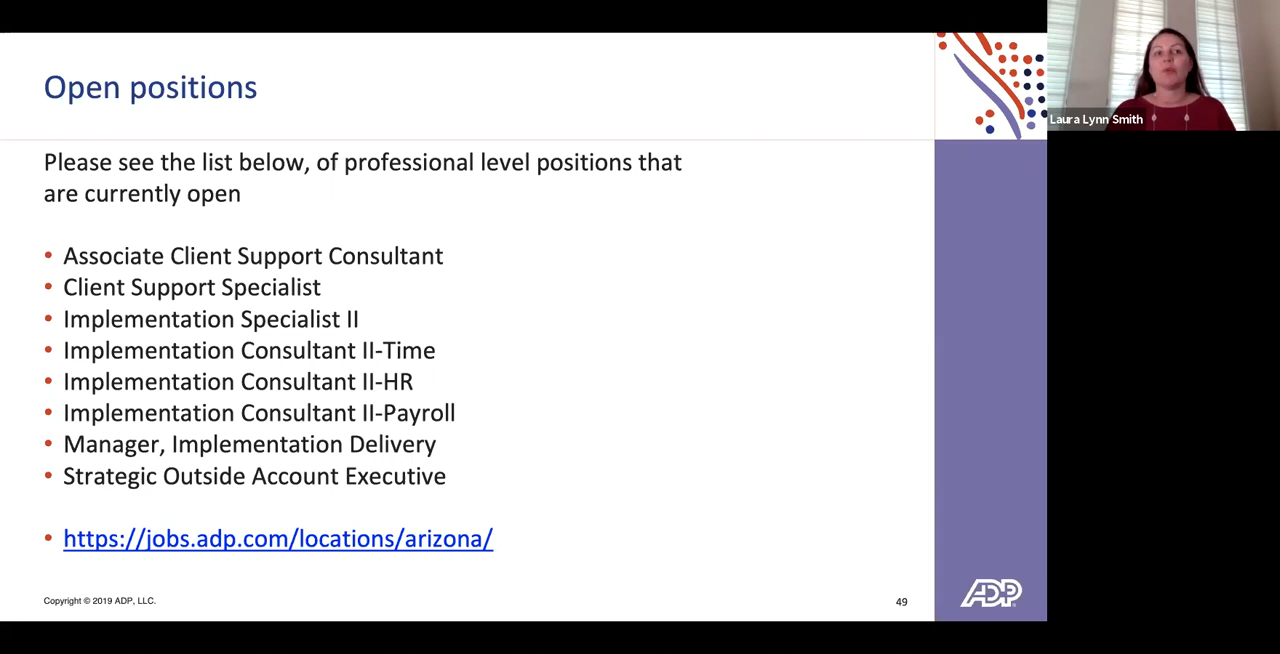 Open positions
Please see the list below, of professional level positions that
are currently open
• Associate Client Support Consultant
• Client Support Specialist
• Implementation Specialist II
• Implementation Consultant II-Time
• Implementation Consultant II-HR
• Implementation Consultant II-Payroll
• Manager, Implementation Delivery
• Strategic Outside Account Executive
• https://jobs.adp.com/locations/arizona/
Copyright © 2019 ADP, LLC.
49
ADP
Laura Lynn Smith